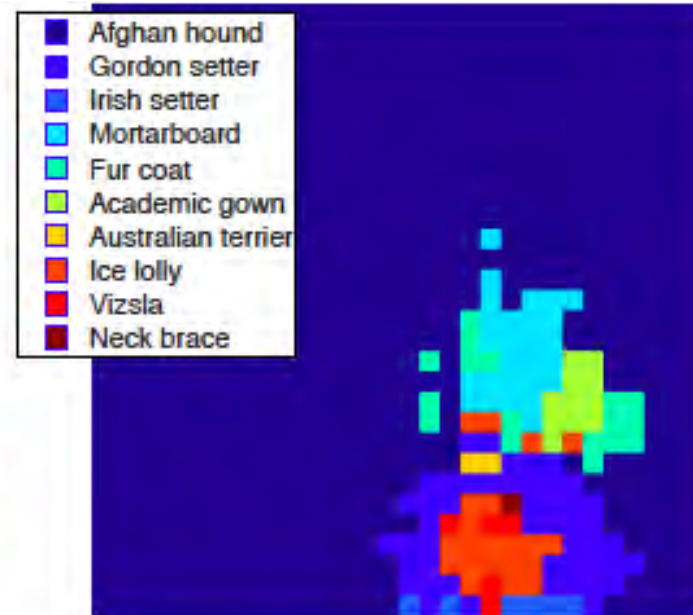 Afghan hound
Gordon setter
Irish setter
Mortarboard
Fur coat
Academic gown
Australian terrier
Ice lolly
Vizsla
Neck brace